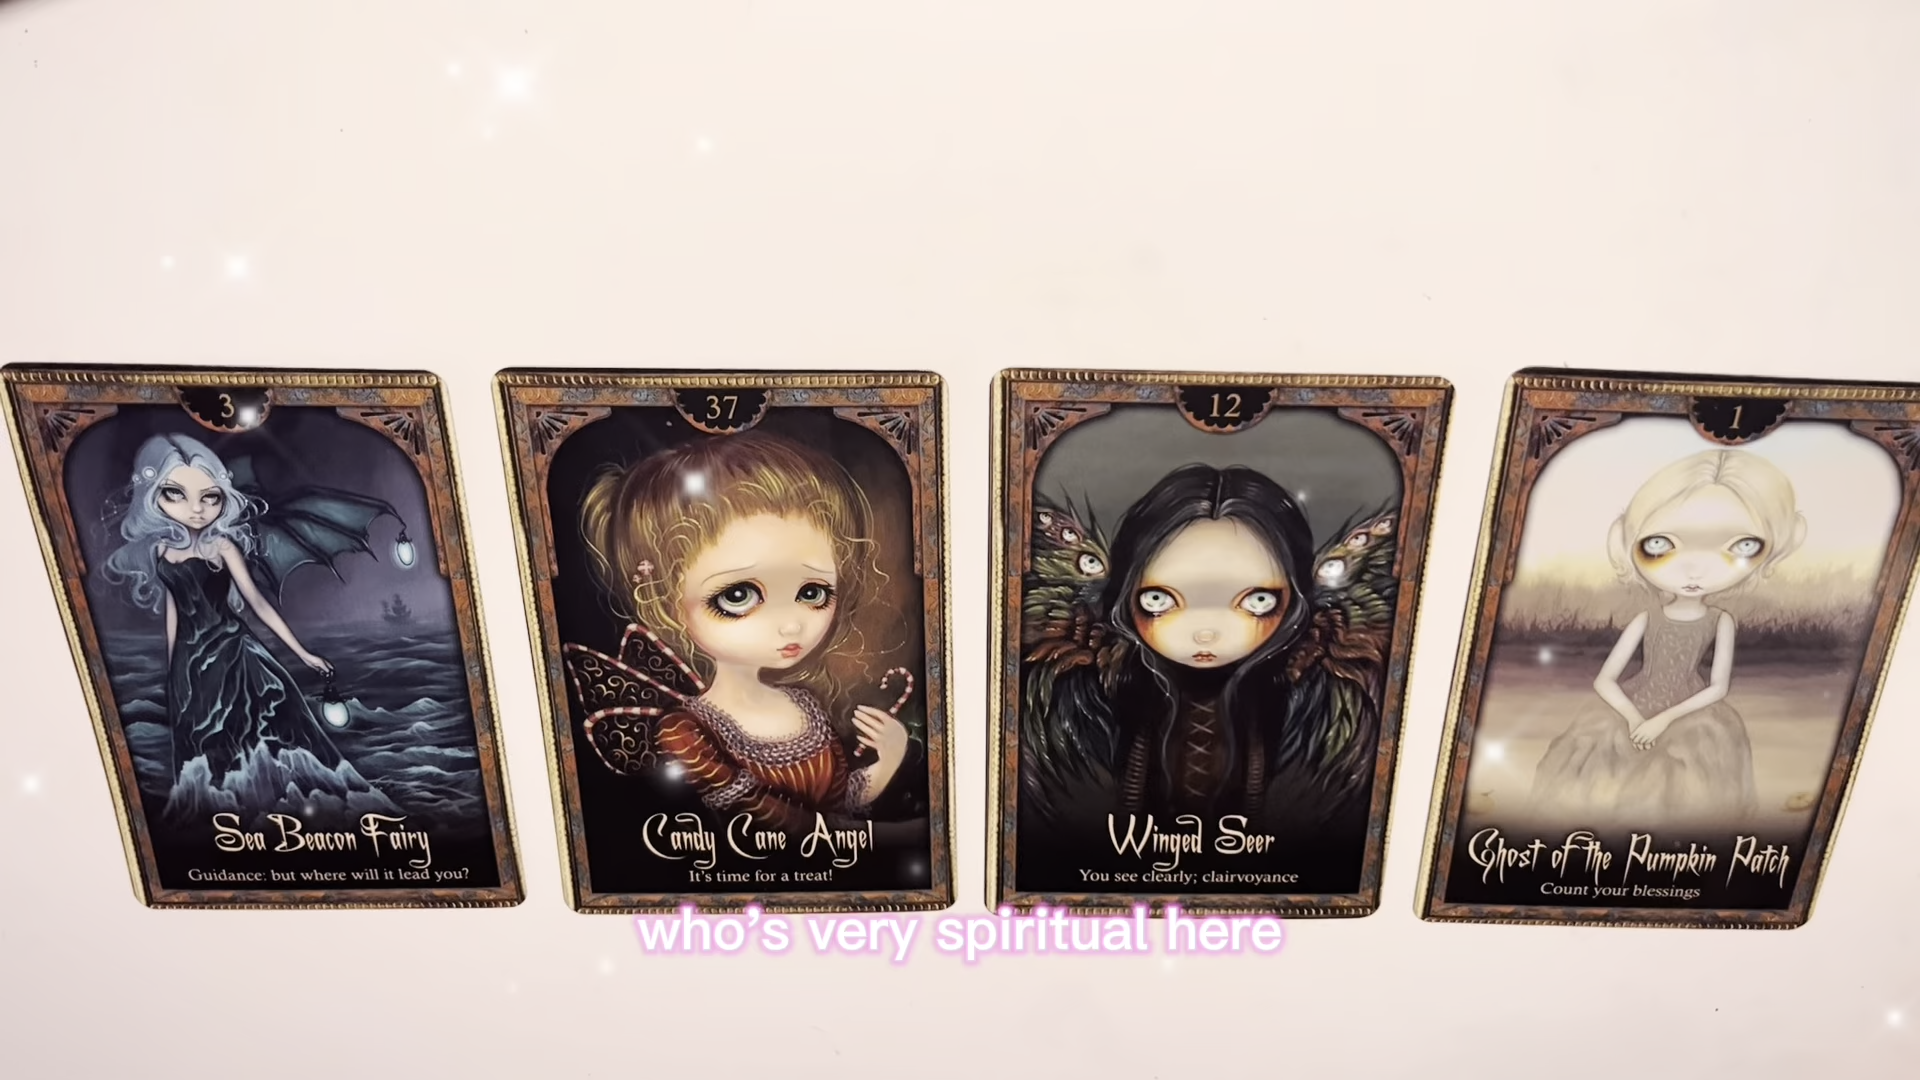 3
Sea Beacon Fairy
Guidance: but where will it lead you?
37
Candy Cane Angel
It's time for a treat!
12
Winged Seer
You see clearly; clairvoyance
1
Ghost of the Pumpkin Patch
Count your blessings
who's very spiritual here